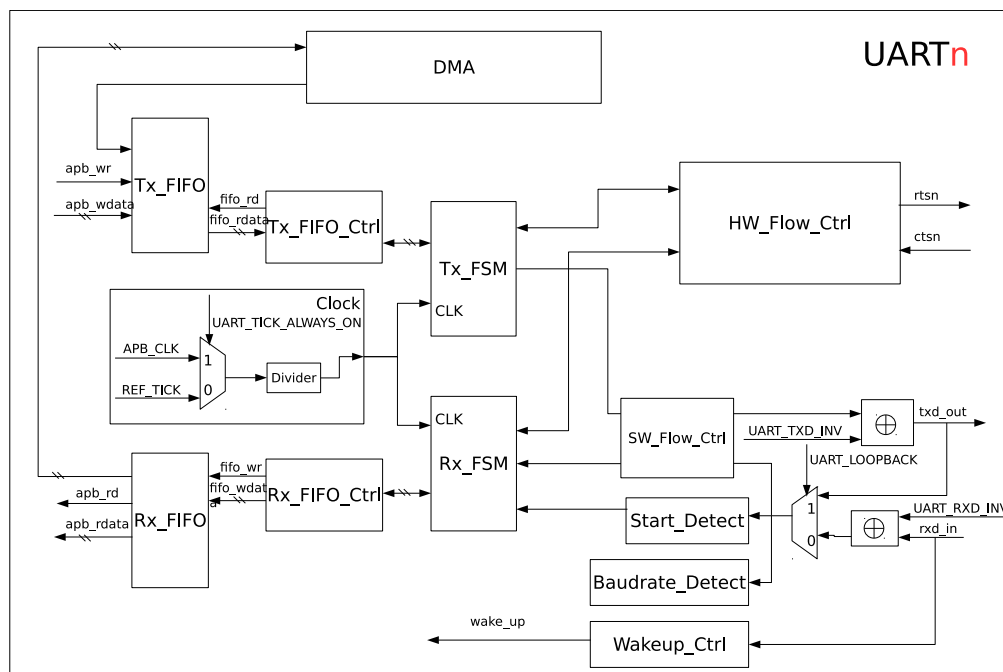 DMA
UARTn
apb_wr
Tx_FIFO
apb_wdata
fifo_rd
fifo_rdata
Tx_FIFO_Ctrl
Tx_FSM
CLK
HW_Flow_Ctrl
rtsn
ctsn
Clock
UART_TICK_ALWAYS_ON
APB_CLK
1
REF_TICK
0
Divider
CLK
Rx_FSM
SW_Flow_Ctrl
UART_TXD_INV
txd_out
UART_LOOPBACK
fifo_wr
fifo_wdat
a
Rx_FIFO_Ctrl
apb_rd
Rx_FIFO
apb_rdata
Start_Detect
1
0
UART_RXD_INV
rxd_in
Baudrate_Detect
wake_up
Wakeup_Ctrl